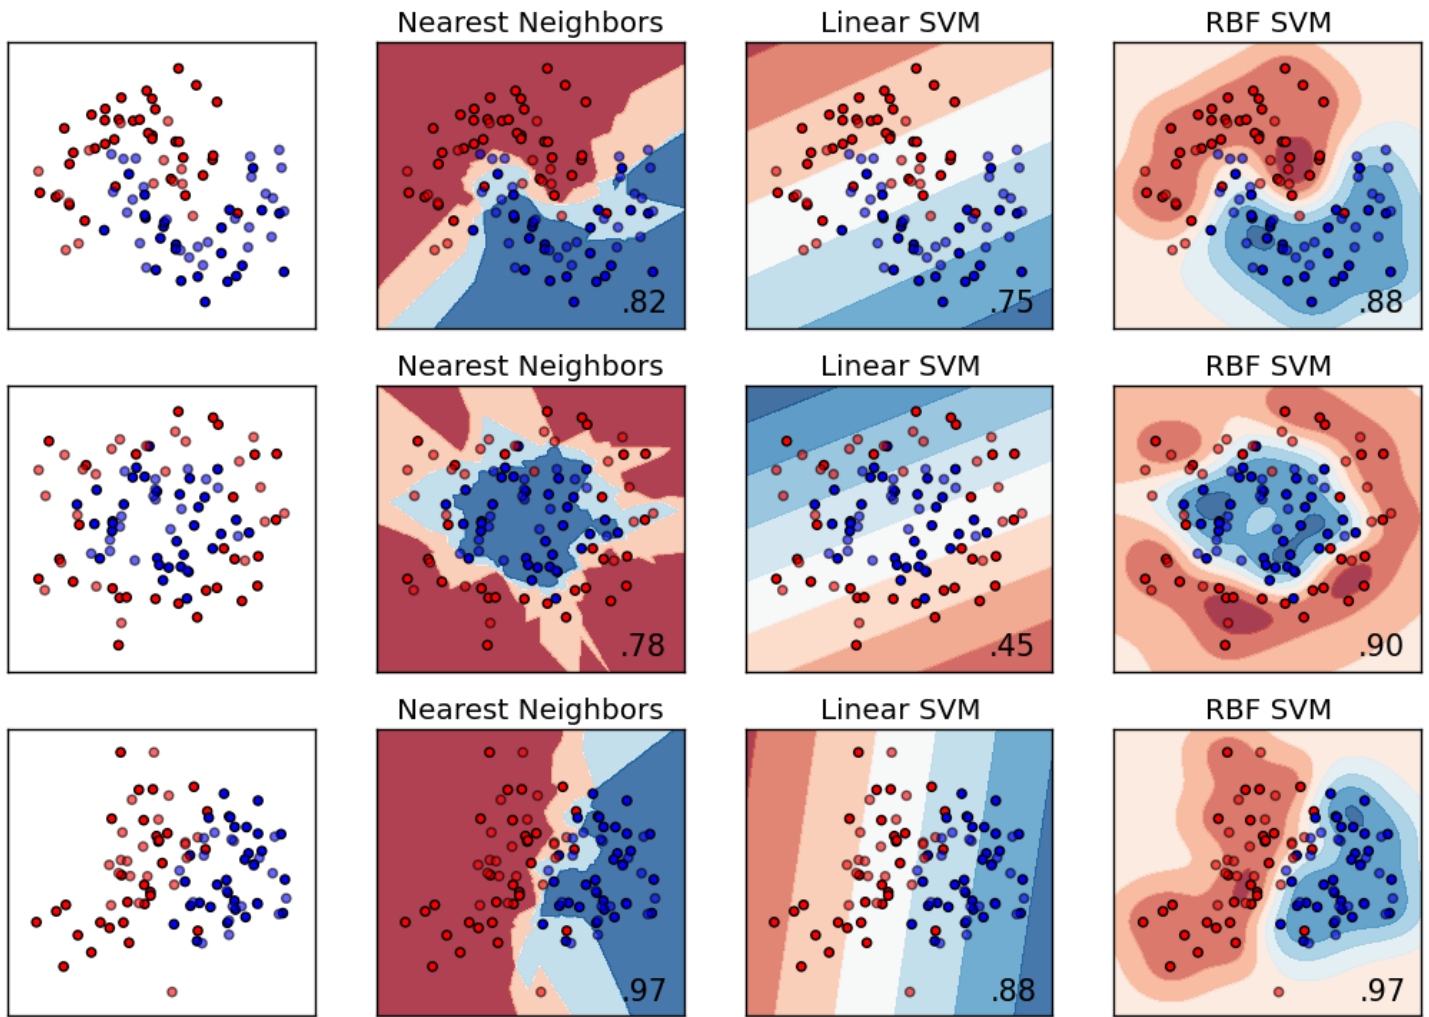 Nearest Neighbors Linear SVM RBF SVM
.82 .75 .88
Nearest Neighbors Linear SVM RBF SVM
.78 .45 .90
Nearest Neighbors Linear SVM RBF SVM
.97 .88 .97